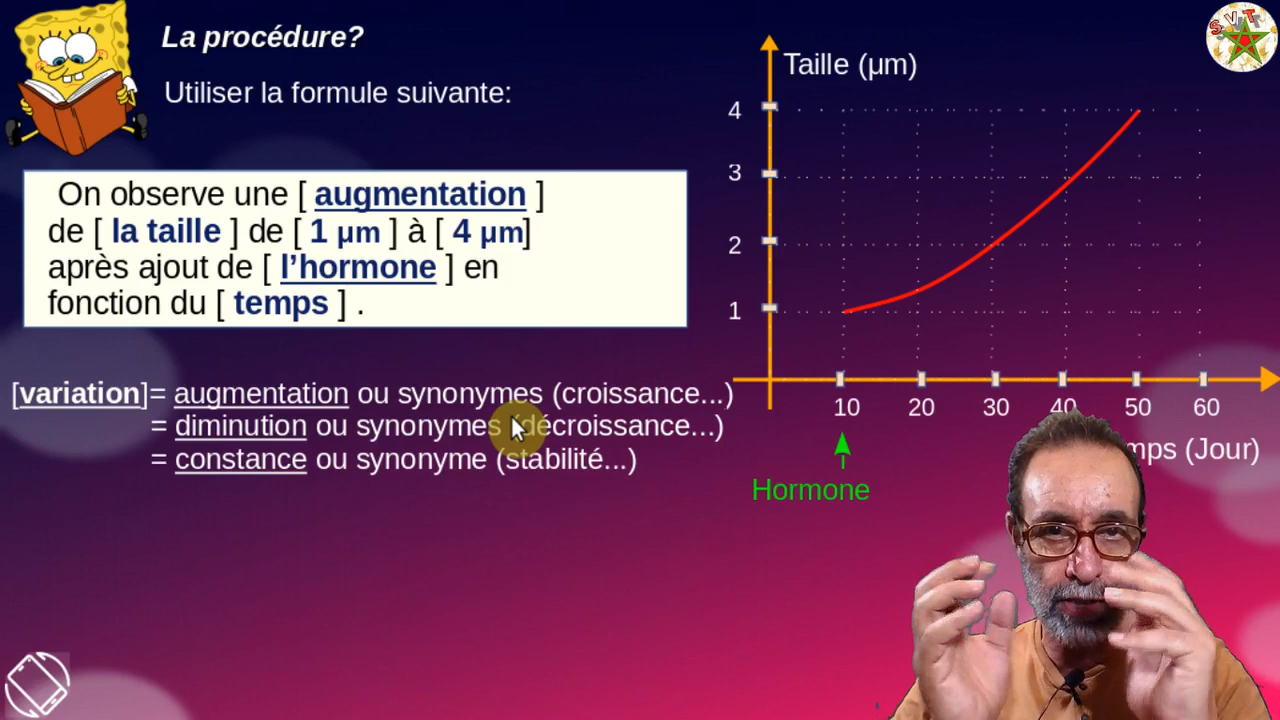 La procédure?
Utiliser la formule suivante:
On observe une [ augmentation ]
de [ la taille ] de [ 1 μm ] à [ 4 μm]
après ajout de [ l’hormone ] en
fonction du [ temps ] .
[variation]= augmentation ou synonymes (croissance...)
= diminution ou synonymes (décroissance...)
= constance ou synonyme (stabilité...)
SVT
Taille (μm)
4
3
2
1
10 20 30 40 50 60
mps (Jour)
Hormone